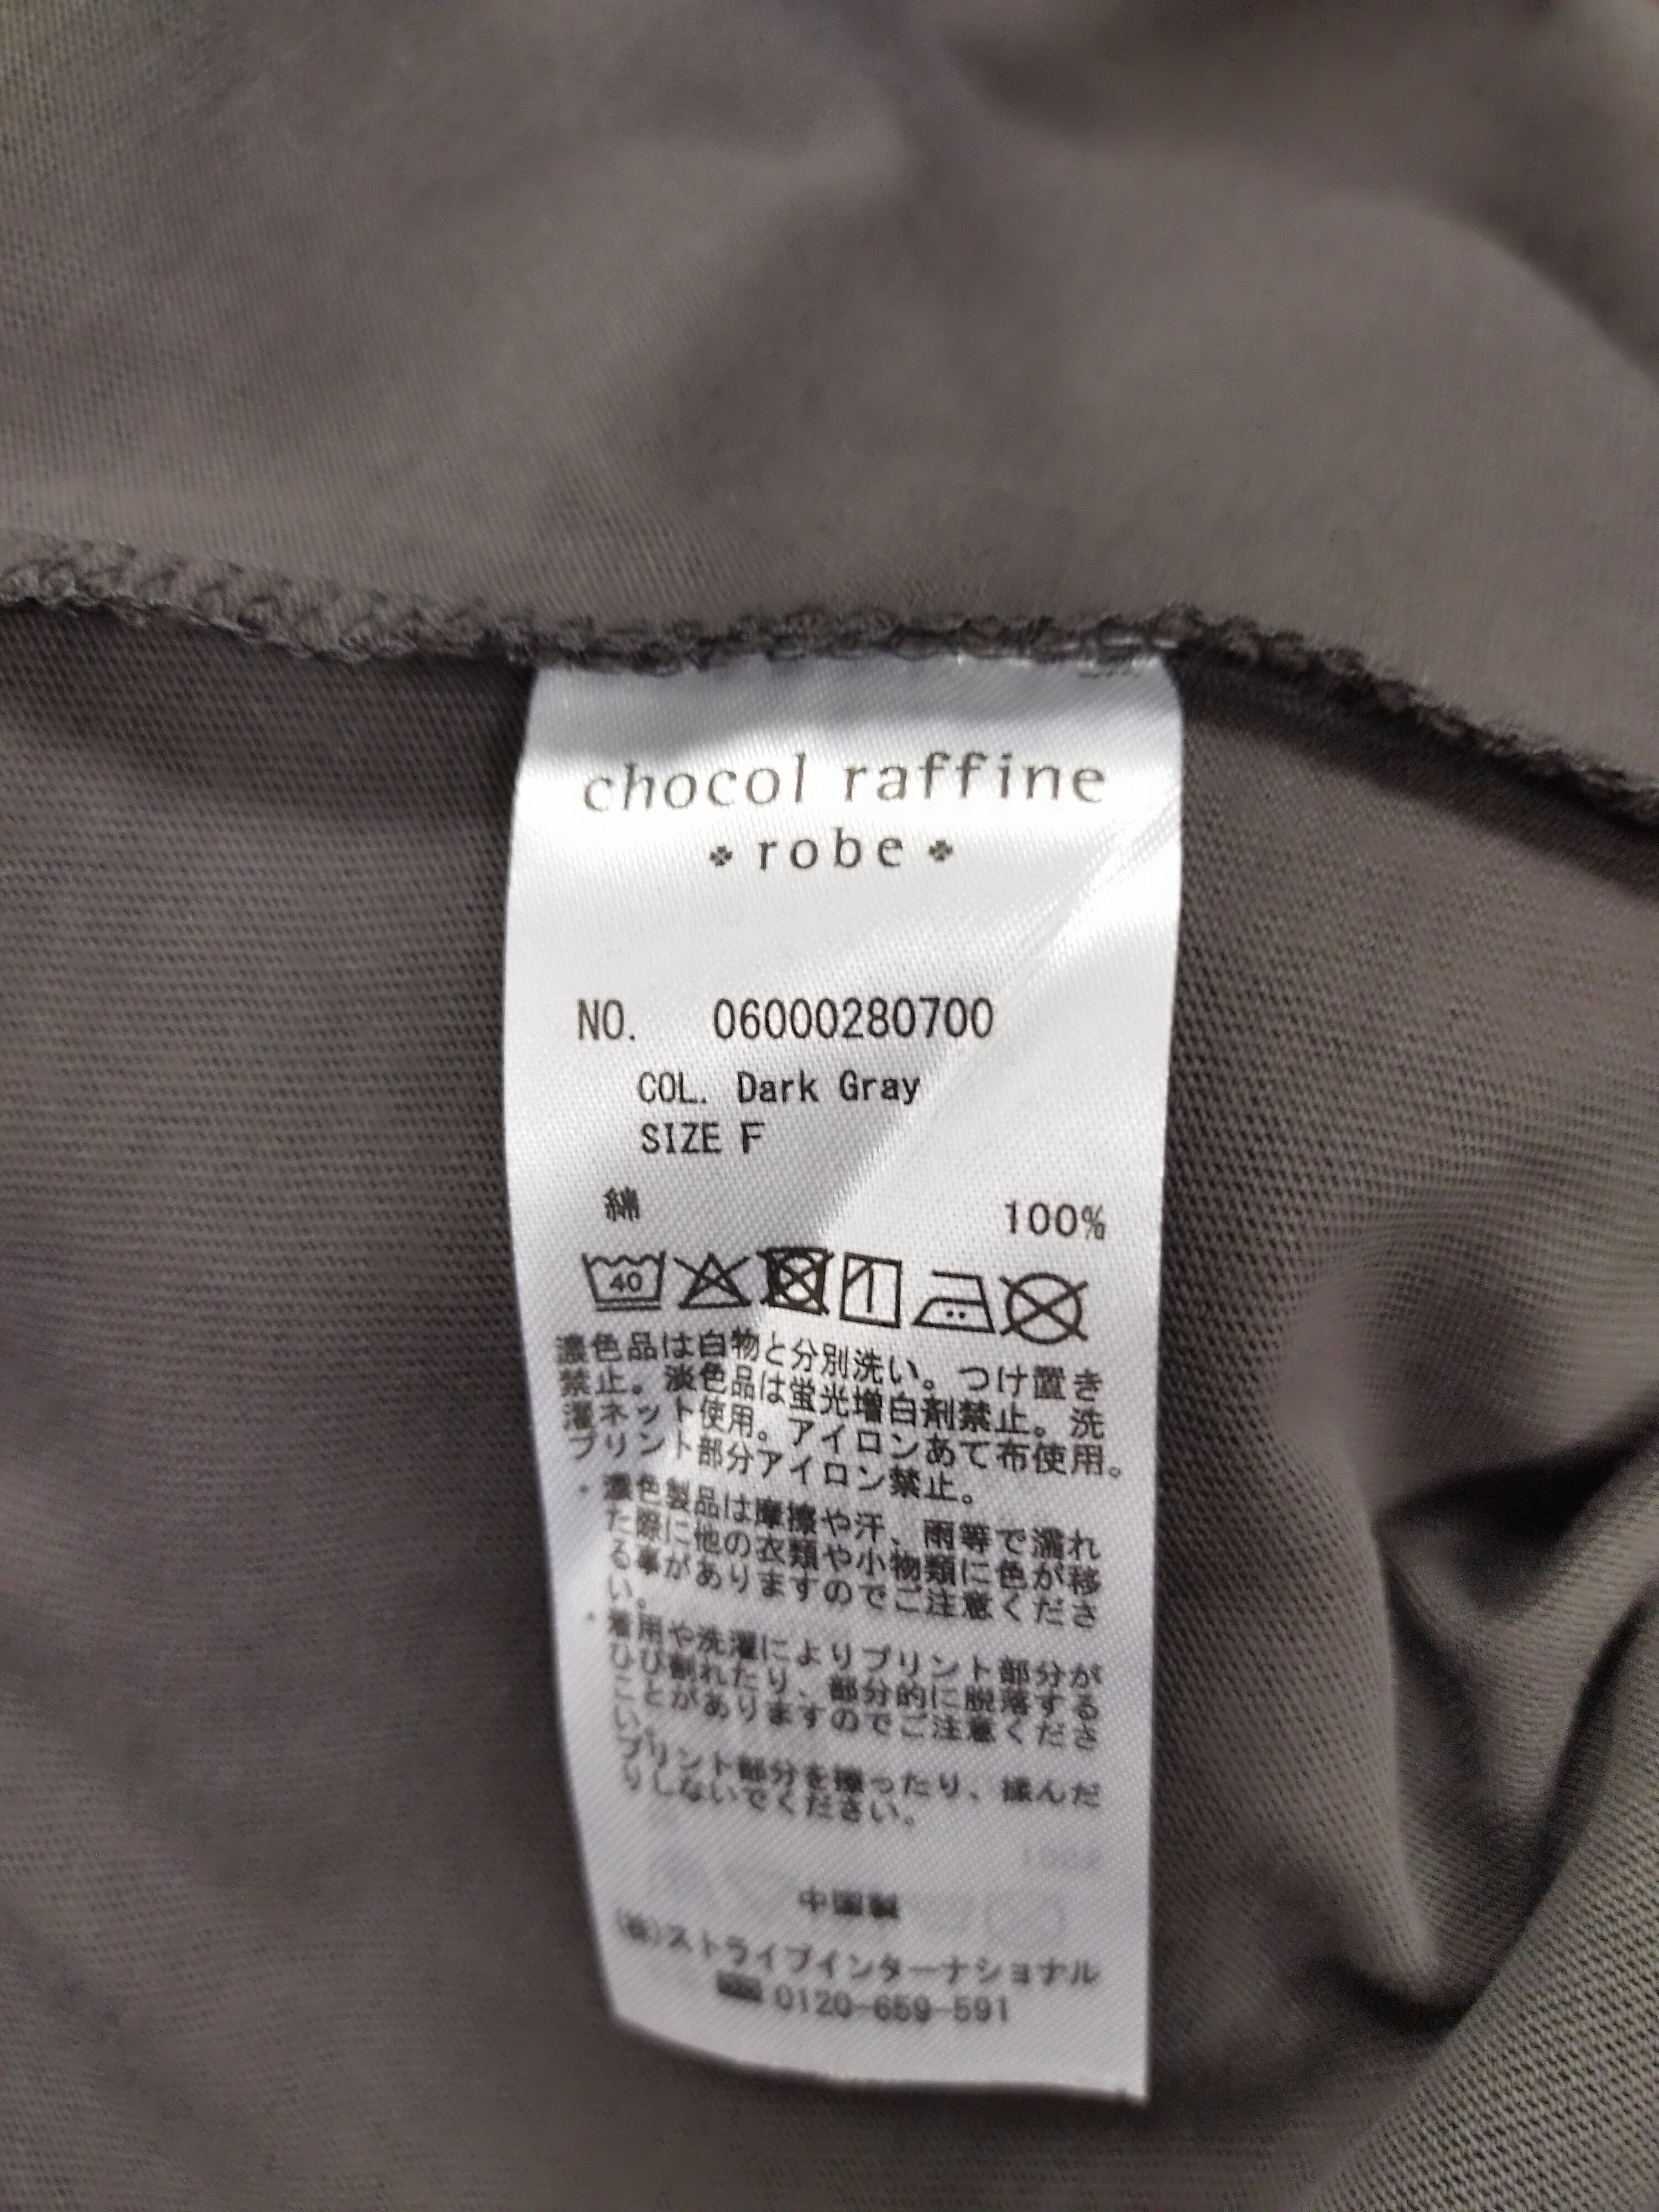 chocol raffine
robe
NO. 06000280700
COL. Dark Gray
SIZE F
綿 100%
40
濃色品は白物と分別洗い。つけ置き
禁止。淡色品は蛍光増白剤禁止。洗
濯ネット使用。アイロンあて布使用。
プリント部分アイロン禁止。
・濃色製品は摩擦や汗、雨等で濡れ
た際に他の衣類や小物類に色が移
る事がありますのでご注意くださ
い。
・着用や洗濯によりプリント部分が
ひび割れたり、部分的に脱落する
ことがありますのでご注意くださ
い。
プリント部分を擦ったり、揉んだ
りしないでください。
中国製
(株)ストライプインターナショナル
0120-659-591